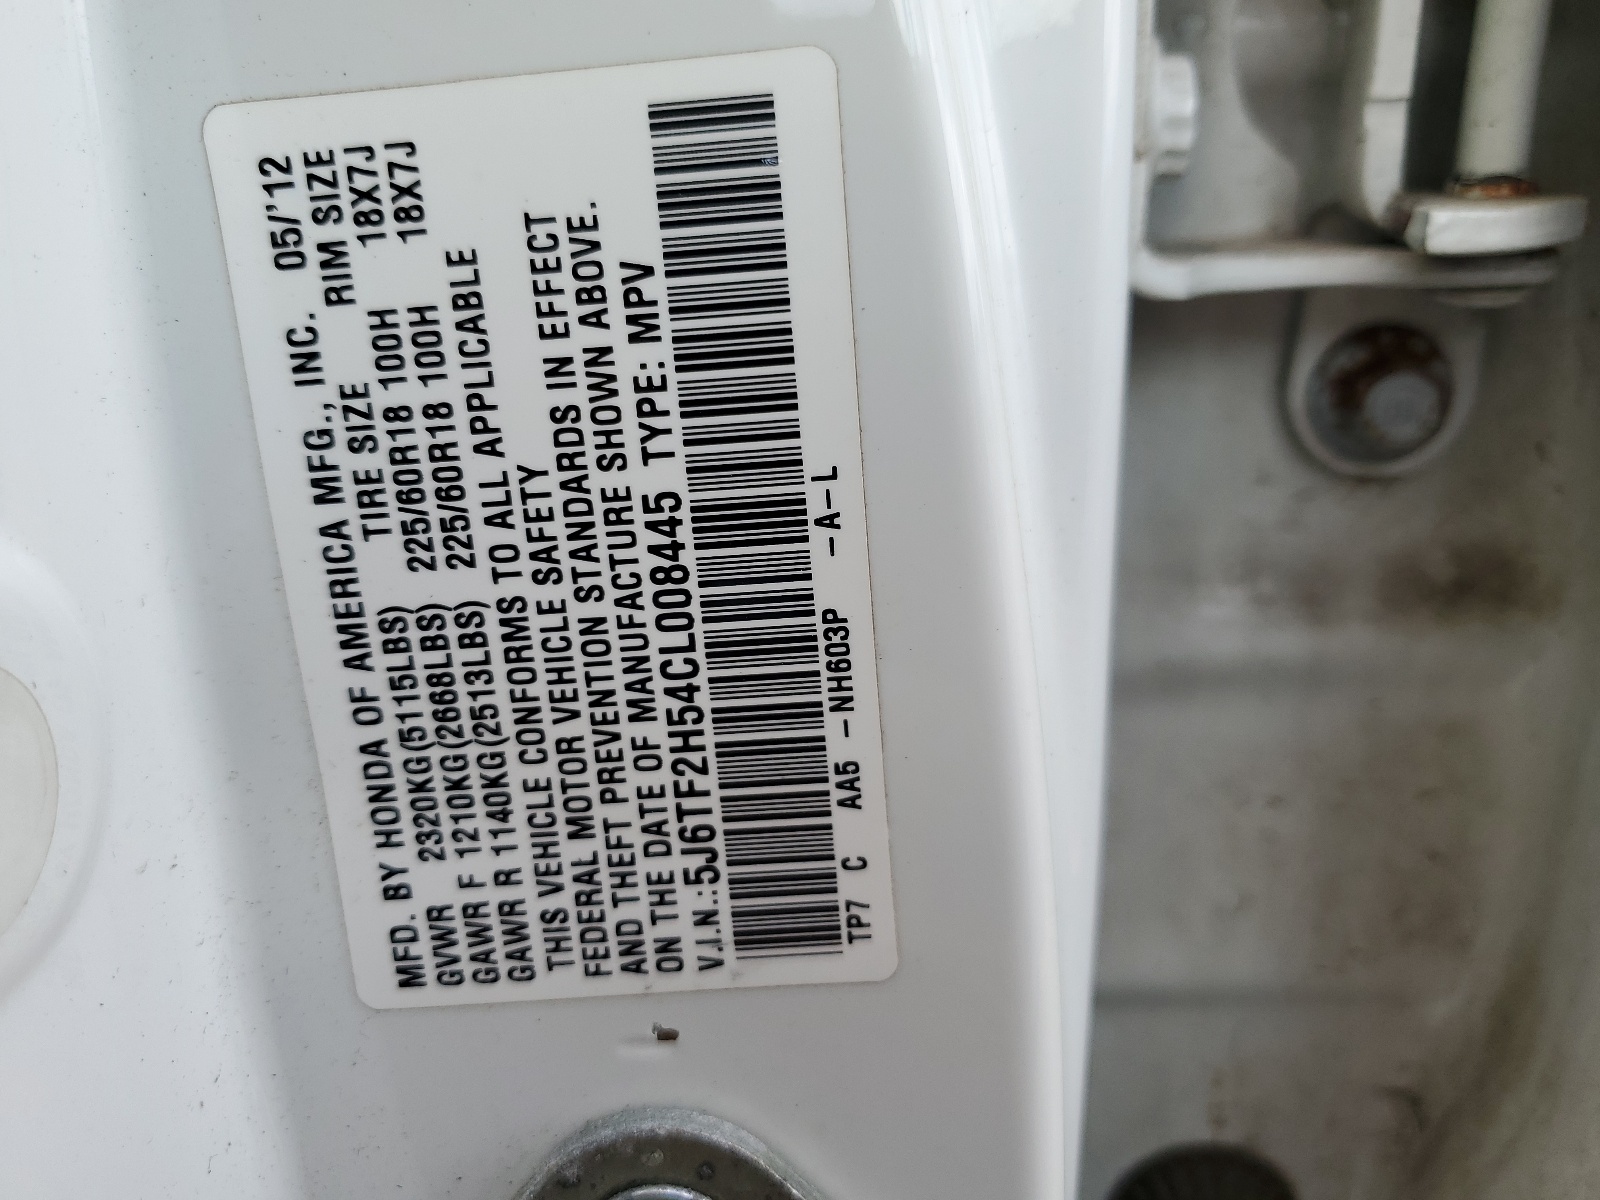 MFD. BY HONDA OF AMERICA MFG., INC. 05/'12
GVWR 2320KG(5115LBS) TIRE SIZE RIM SIZE
GAWR F 1210KG(2668LBS) 225/60R18 100H 18X7J
GAWR R 1140KG(2513LBS) 225/60R18 100H 18X7J
THIS VEHICLE CONFORMS TO ALL APPLICABLE
FEDERAL MOTOR VEHICLE SAFETY
AND THEFT PREVENTION STANDARDS IN EFFECT
ON THE DATE OF MANUFACTURE SHOWN ABOVE.
V.I.N.:5J6TF2H54CL008445 TYPE: MPV
TP7 C AA5 -NH603P -A-L